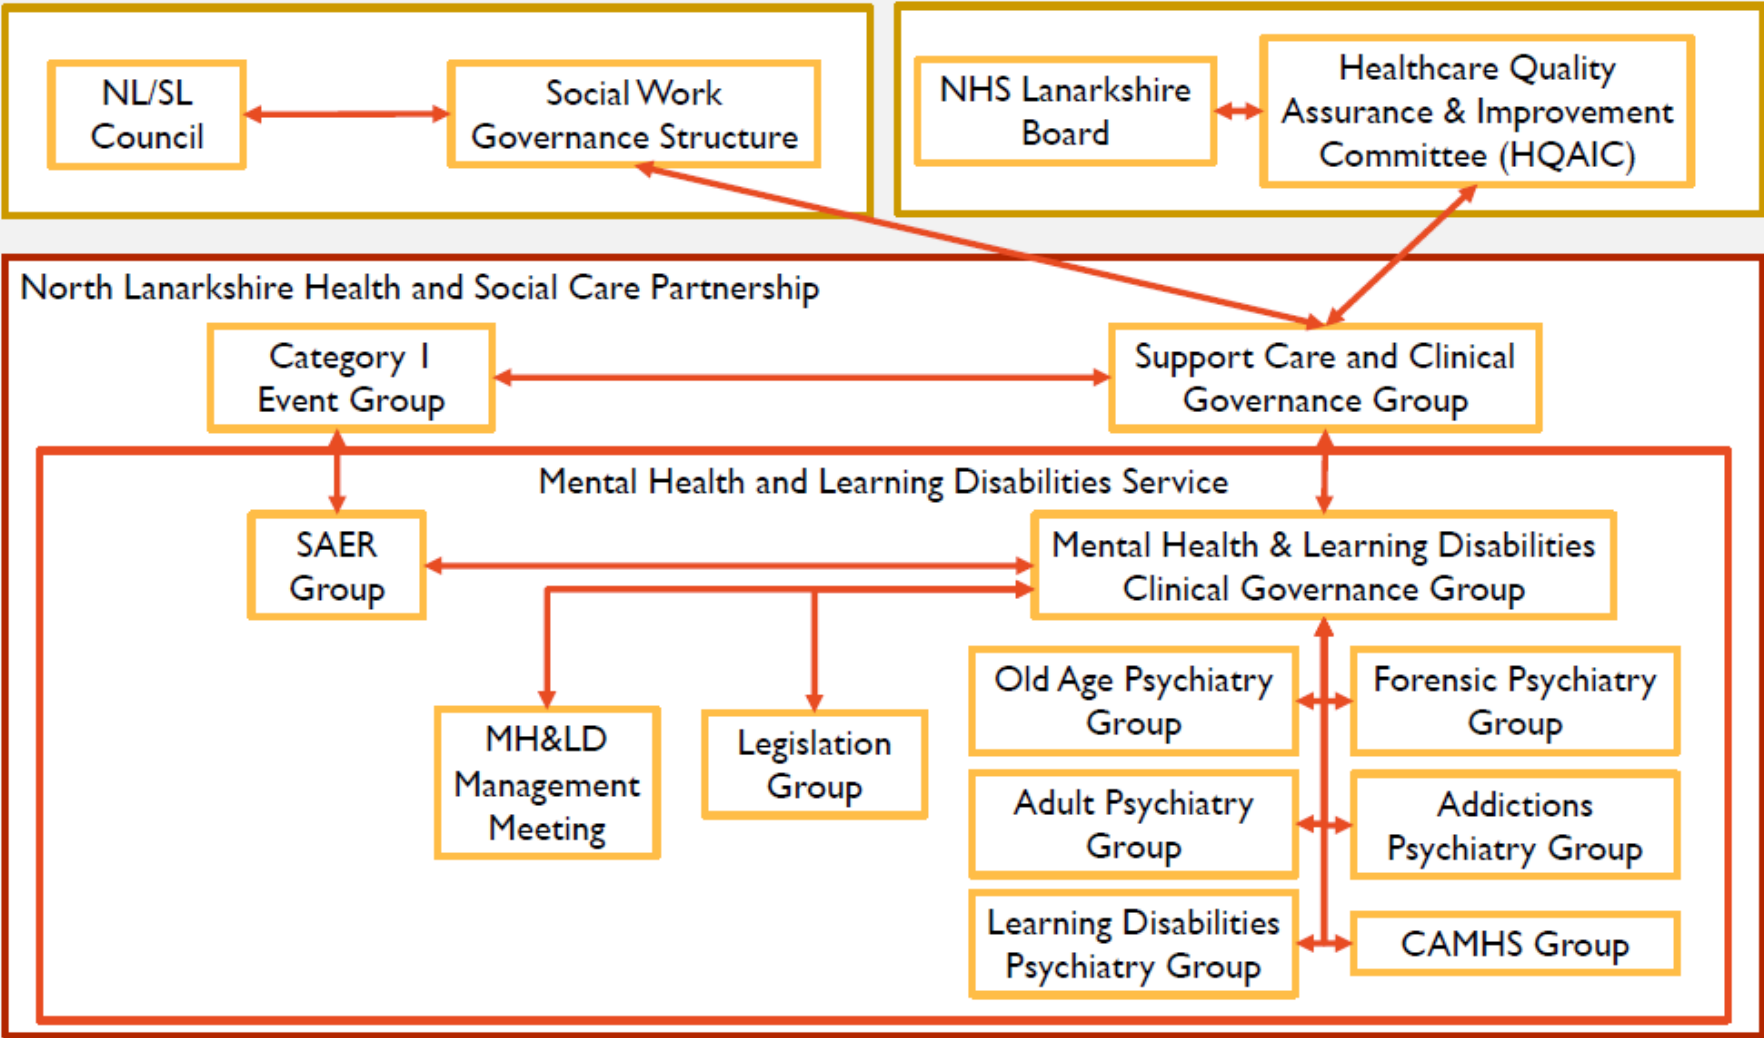 NL/SL
Council
Social Work
Governance Structure
NHS Lanarkshire
Board
Healthcare Quality
Assurance & Improvement
Committee (HQAIC)
North Lanarkshire Health and Social Care Partnership
Category 1
Event Group
Support Care and Clinical
Governance Group
Mental Health and Learning Disabilities Service
SAER
Group
Mental Health & Learning Disabilities
Clinical Governance Group
MH&LD
Management
Meeting
Legislation
Group
Old Age Psychiatry
Group
Forensic Psychiatry
Group
Adult Psychiatry
Group
Addictions
Psychiatry Group
Learning Disabilities
Psychiatry Group
CAMHS Group